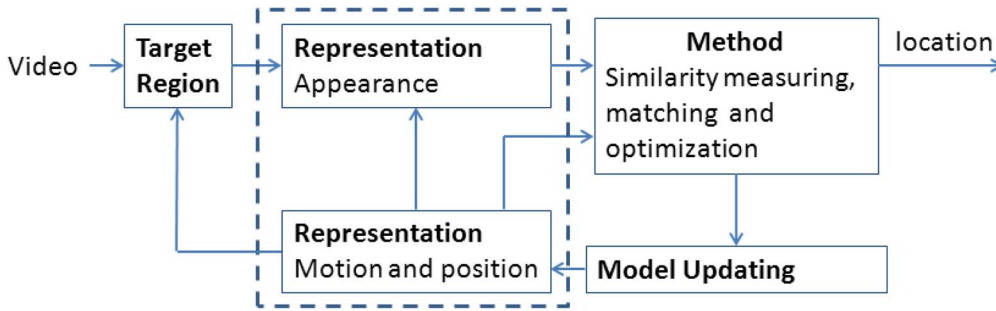 Video
Target
Region
Representation
Appearance
Method
Similarity measuring,
matching and
optimization
location
Representation
Motion and position
Model Updating